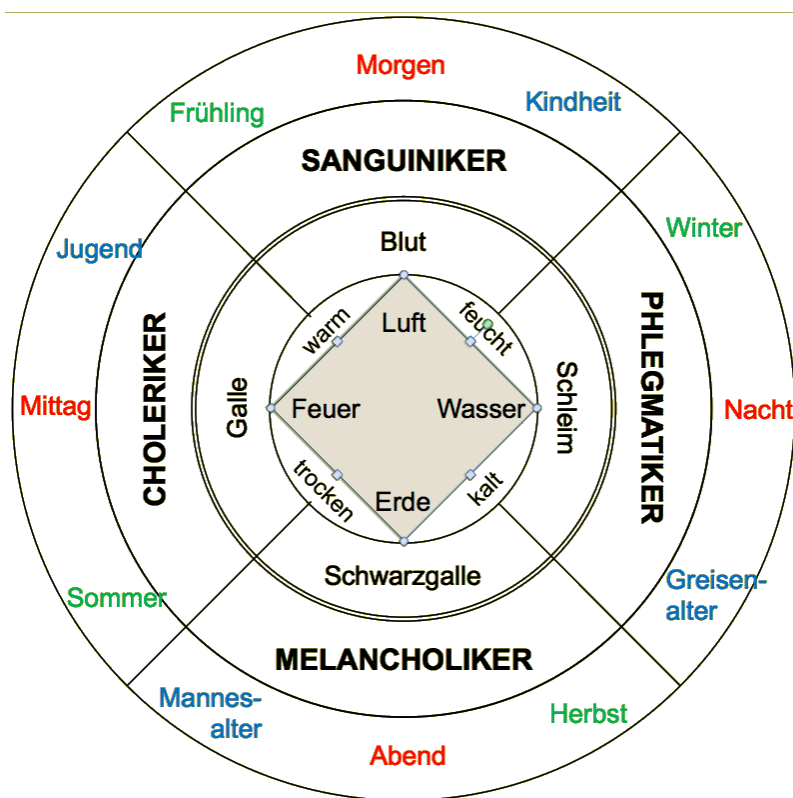 Morgen
Kindheit
Frühling
SANGUINIKER
Winter
Jugend
Blut
feucht
warm
Luft
PHLEGMATIKER
CHOLERIKER
Schleim
Galle
Mittag
Feuer
Wasser
Nacht
trocken
kalt
Erde
Schwarzgalle
Sommer
Greisen-
alter
MELANCHOLIKER
Mannes-
alter
Herbst
Abend